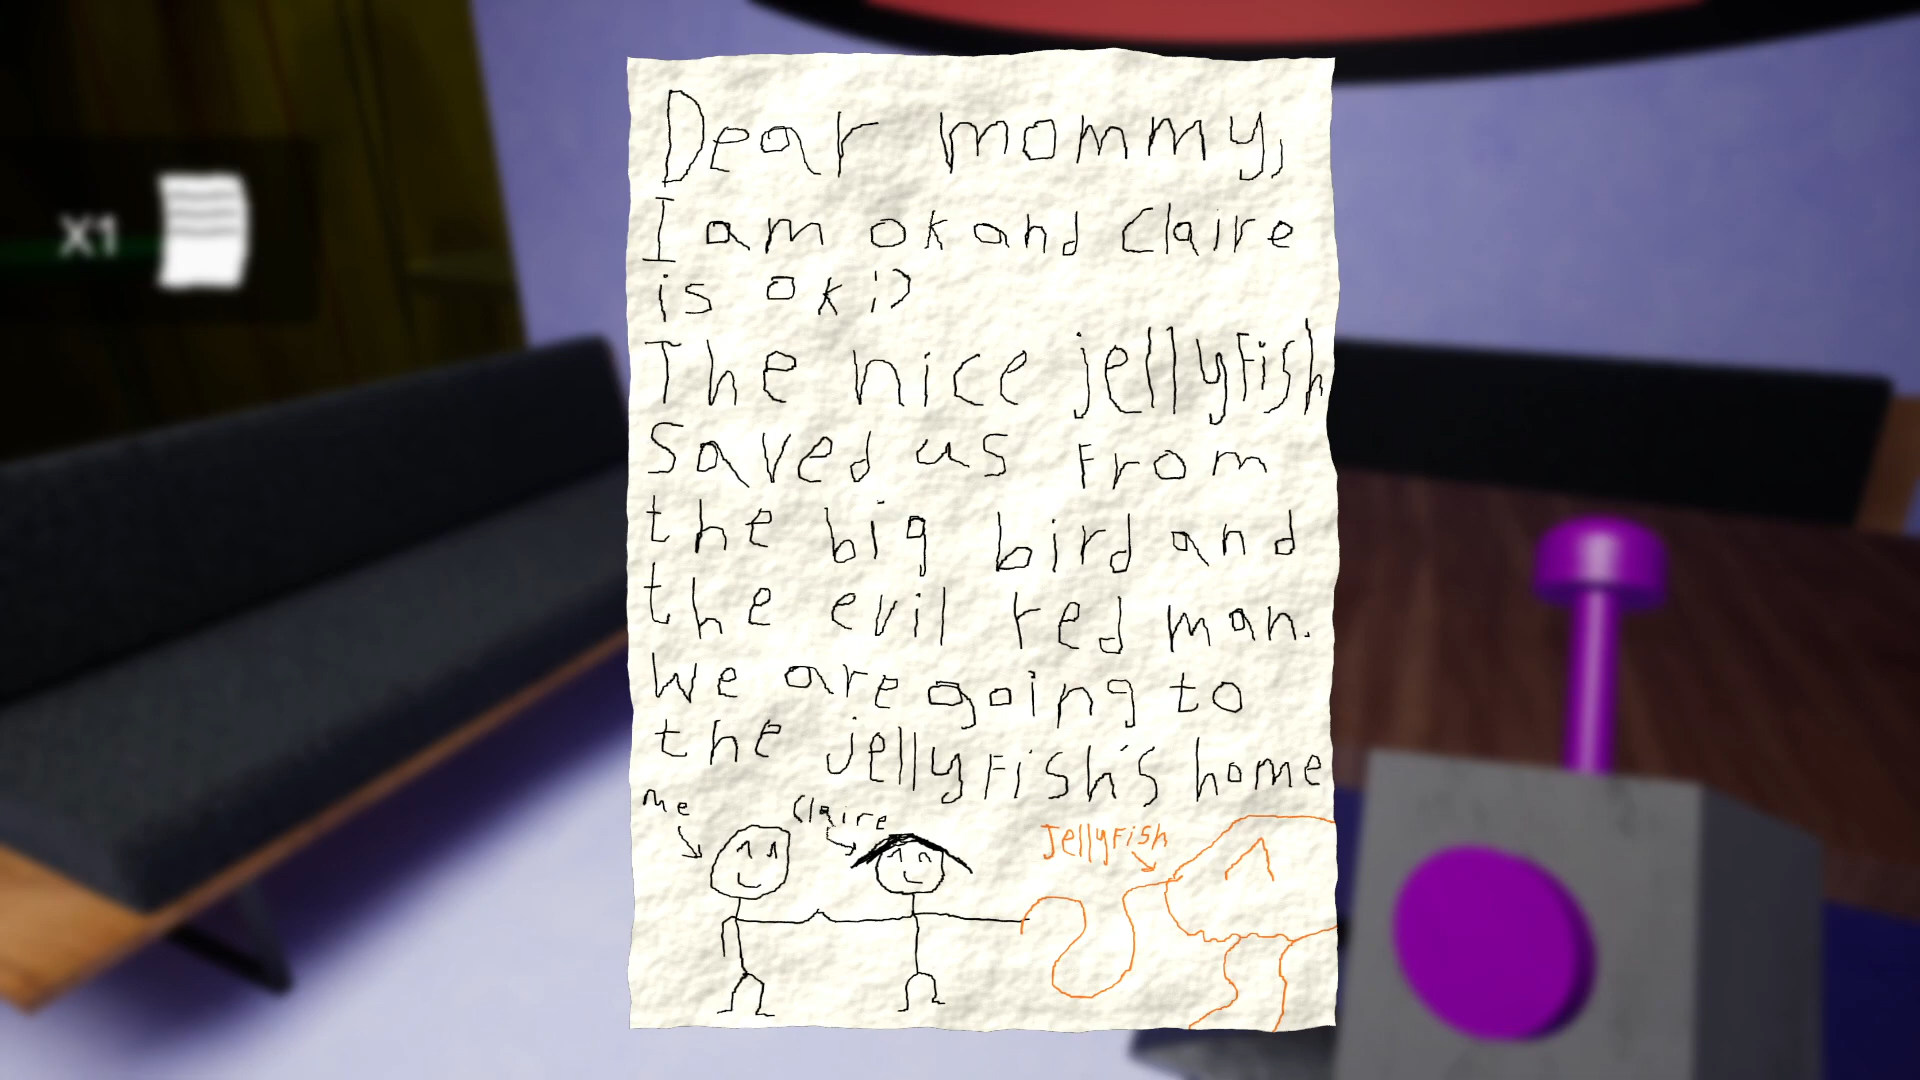 X1
Dear mommy,
I am ok and Claire
is ok :)
The nice jellyfish
saved us from
the big bird and
the evil red man.
We are going to
the jellyfish's home
Me
Claire
Jellyfish